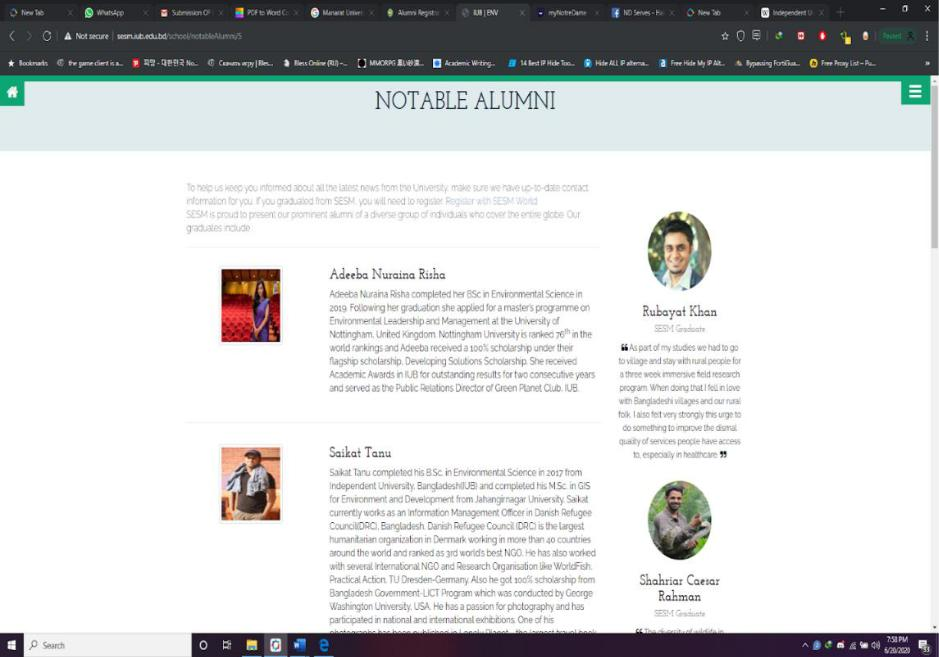 New Tab
WhatsApp
Submission Of
PDF to Word C
Manarat Univer
Alumni Registr
IUB | ENV
myNotreDame
ND Serves – Ha
New Tab
Independent U
Not secure | sesm.iub.edu.bd/school/notableAlumni/5
Paused
Bookmarks
the game client is a...
피망 - 대한민국 No...
Скачать игру | Bles...
Bless Online (RU) –...
Academic Writing...
14 Best IP Hide Too...
Hide ALL IP alterna...
Free Hide My IP Alt...
Bypassing FortiGua...
Free Proxy List – Pu...
NOTABLE ALUMNI
To help us keep you informed about all the latest news from the University, make sure we have up-to-date contact
information for you. If you graduated from SESM, you will need to register. Register with SESM World
SESM is proud to present our prominent alumni of a diverse group of individuals who cover the entire globe. Our
graduates include
Adeeba Nuraina Risha
Adeeba Nuraina Risha completed her BSc in Environmental Science in
2019. Following her graduation she applied for a master's programme on
Environmental Leadership and Management at the University of
Nottingham, United Kingdom. Nottingham University is ranked 76th in the
world rankings and Adeeba received a 100% scholarship under their
flagship scholarship, Developing Solutions Scholarship. She received
Academic Awards in IUB for outstanding results for two consecutive years
and served as the Public Relations Director of Green Planet Club, IUB.
Saikat Tanu
Saikat Tanu completed his B.Sc. in Environmental Science in 2017 from
Independent University, Bangladesh(IUB) and completed his M.Sc. in GIS
for Environment and Development from Jahangirnagar University. Saikat
currently works as an Information Management Officer in Danish Refugee
Council(DRC), Bangladesh. Danish Refugee Council (DRC) is the largest
humanitarian organization in Denmark working in more than 40 countries
around the world and ranked as 3rd world's best NGO. He has also worked
with several International NGO and Research Organisation like WorldFish,
Practical Action, TU Dresden-Germany. Also he got 100% scholarship from
Bangladesh Government-LICT Program which was conducted by George
Washington University, USA. He has a passion for photography and has
participated in national and international exhibitions. One of his
photographs has been published in Lonely Planet - the largest travel book
Rubayat Khan
SESM Graduate
❝ As part of my studies we had to go
to village and stay with rural people for
a three week immersive field research
program. When doing that I fell in love
with Bangladeshi villages and our rural
folk. I also felt very strongly this urge to
do something to improve the dismal
quality of services people have access
to, especially in healthcare. ❞
Shahriar Caesar
Rahman
SESM Graduate
❝ The diversity of wildlife in
Search
7:58 PM
6/20/2020